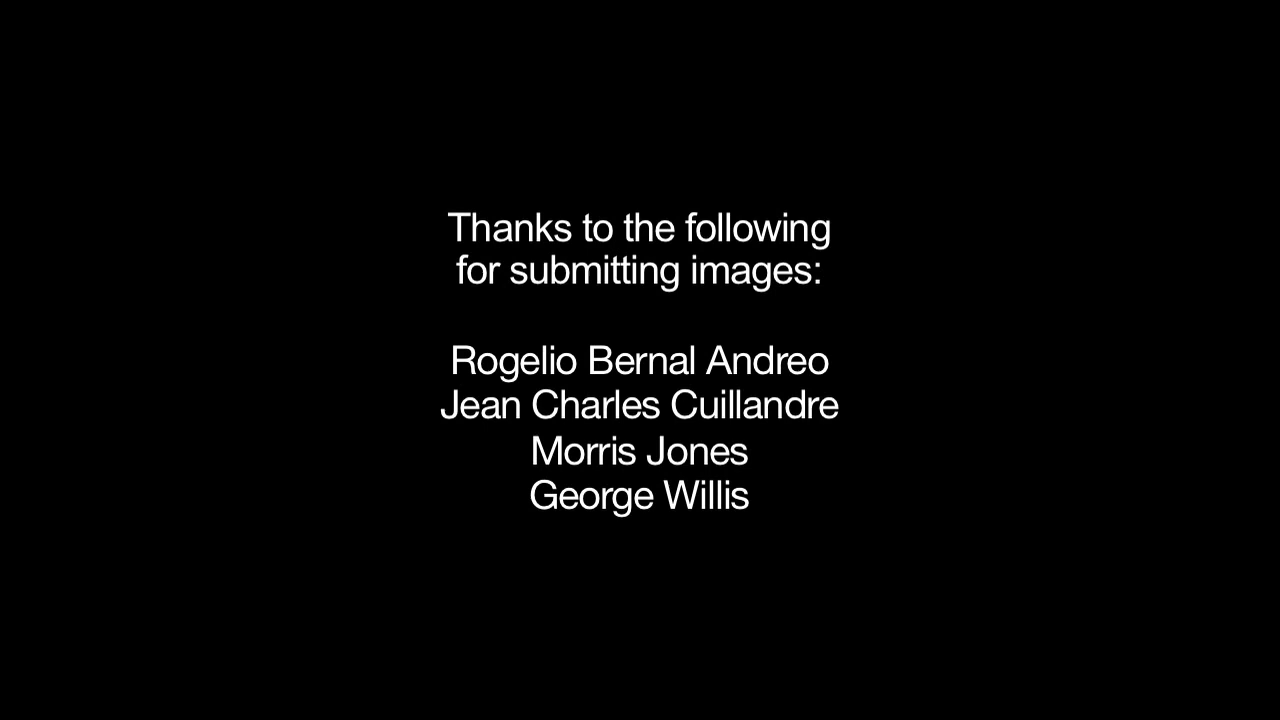 Thanks to the following
for submitting images:
Rogelio Bernal Andreo
Jean Charles Cuillandre
Morris Jones
George Willis